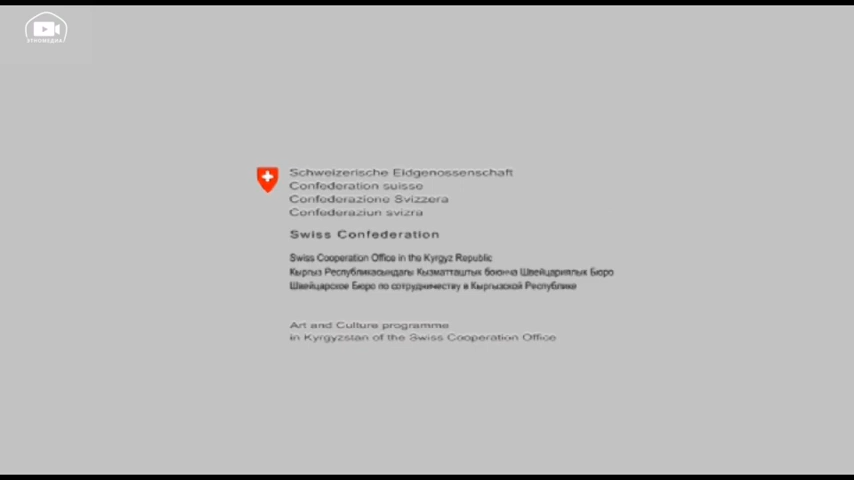 ЭТНОМЕДИА
Schweizerische Eidgenossenschaft
Confederation suisse
Confederazione Svizzera
Confederaziun svizra
Swiss Confederation
Swiss Cooperation Office in the Kyrgyz Republic
Кыргыз Республикасындагы Кызматташтык боюнча Швейцариялык Бюро
Швейцарское Бюро по сотрудничеству в Кыргызской Республике
Art and Culture programme
in Kyrgyzstan of the Swiss Cooperation Office